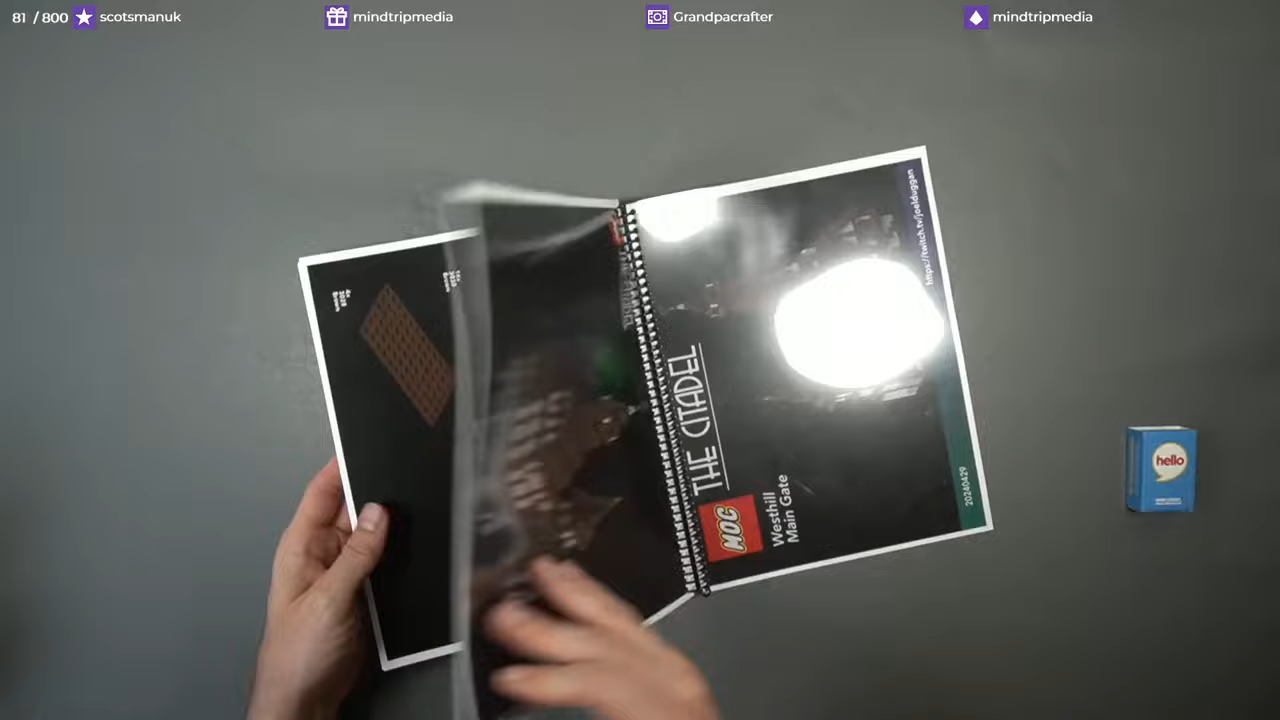 81 / 800
scotsmanuk
mindtripmedia
Grandpacrafter
mindtripmedia
https://twitch.tv/joelduggan
THE CITADEL
MOC
Westhill
Main Gate
20240429
hello